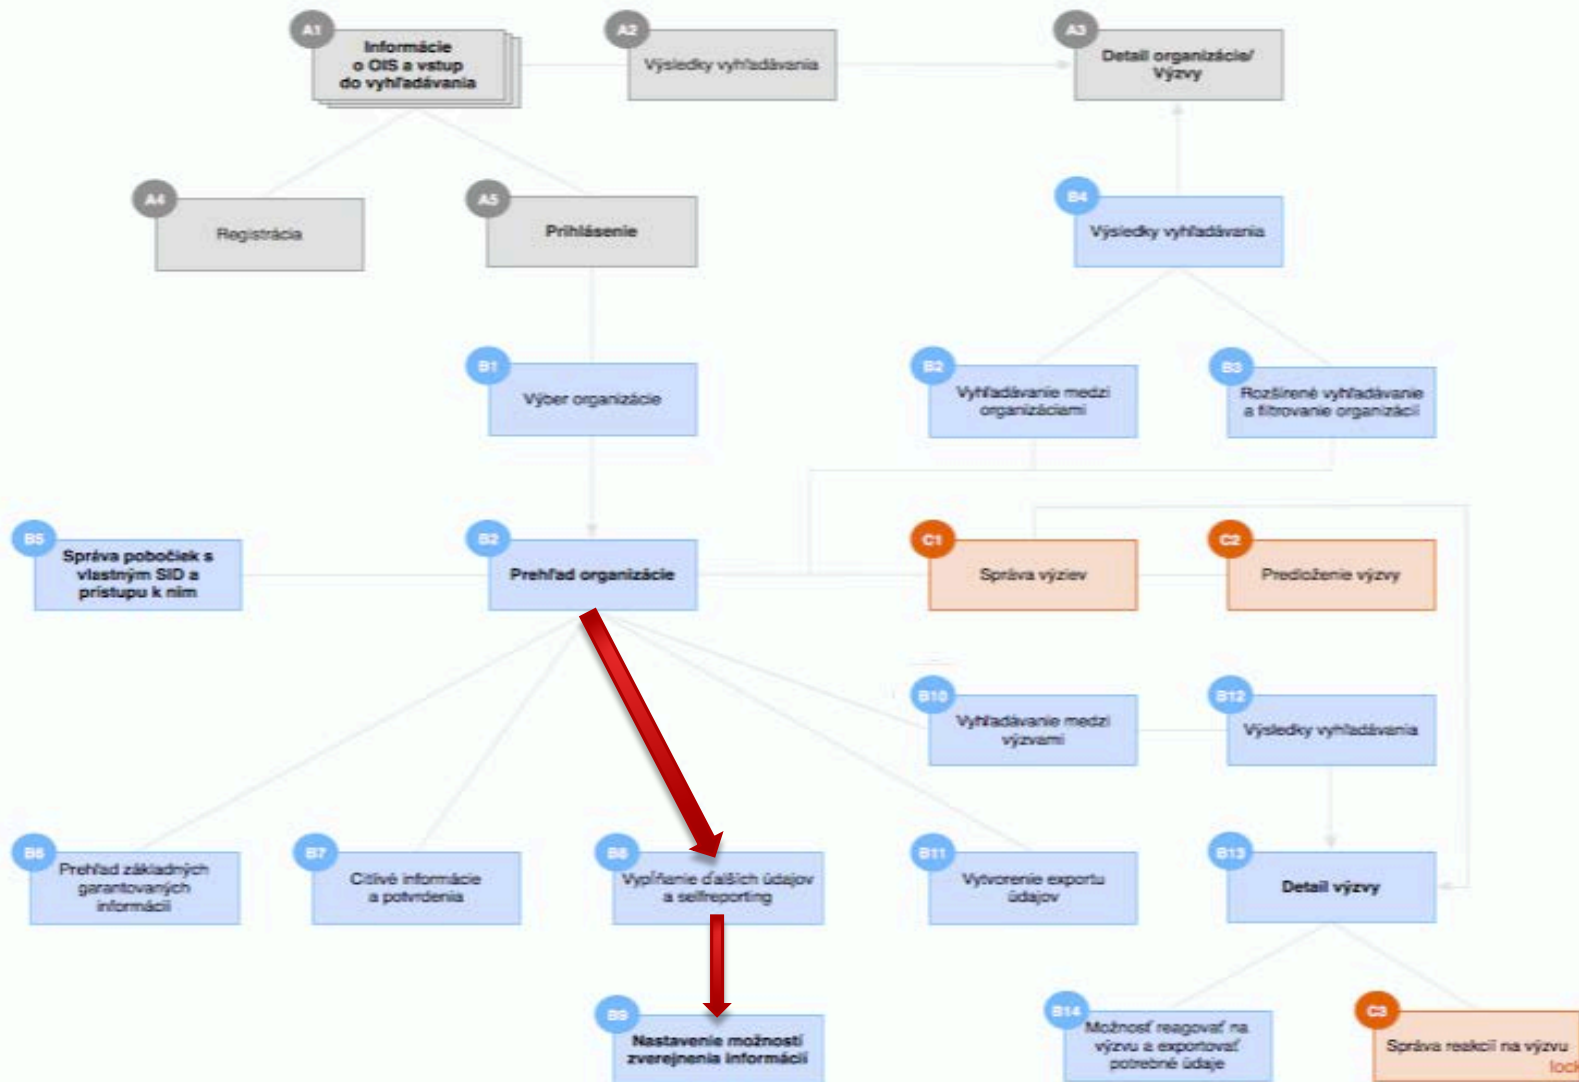 A1
Informácie
o OIS a vstup
do vyhľadávania
A2
Výsledky vyhľadávania
A3
Detail organizácie/
Výzvy
A4
Registrácia
A5
Prihlásenie
B4
Výsledky vyhľadávania
B1
Výber organizácie
B2
Vyhľadávanie medzi
organizáciami
B3
Rozšírené vyhľadávanie
a filtrovanie organizácií
B5
Správa pobočiek s
vlastným SID a
prístupu k nim
B2
Prehľad organizácie
C1
Správa výziev
C2
Predloženie výzvy
B10
Vyhľadávanie medzi
výzvami
B12
Výsledky vyhľadávania
B6
Prehľad základných
garantovaných
informácií
B7
Citlivé informácie
a potvrdenia
B8
Vypĺňanie ďalších údajov
a selfreporting
B11
Vytvorenie exportu
údajov
B13
Detail výzvy
B9
Nastavenie možností
zverejnenia informácií
B14
Možnosť reagovať na
výzvu a exportovať
potrebné údaje
C3
Správa reakcií na výzvu
lock